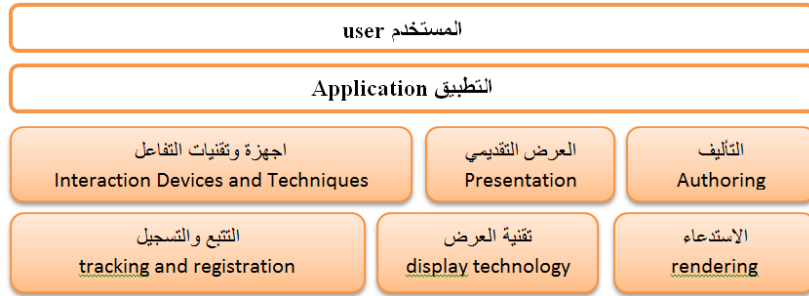 المستخدم user
التطبيق Application
اجهزة وتقنيات التفاعل
Interaction Devices and Techniques
العرض التقديمي
Presentation
التأليف
Authoring
التتبع والتسجيل
tracking and registration
تقنية العرض
display technology
الاستدعاء
rendering